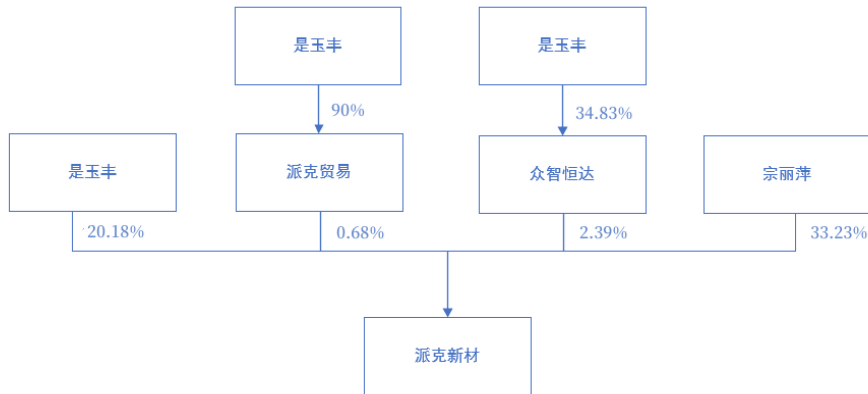 是玉丰
是玉丰
90%
34.83%
是玉丰
派克贸易
众智恒达
宗丽萍
20.18%
0.68%
2.39%
33.23%
派克新材